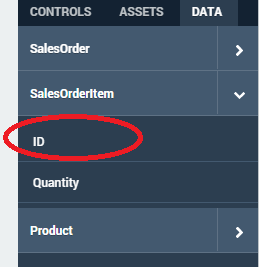 CONTROLS ASSETS DATA
SalesOrder
SalesOrderItem
ID
Quantity
Product